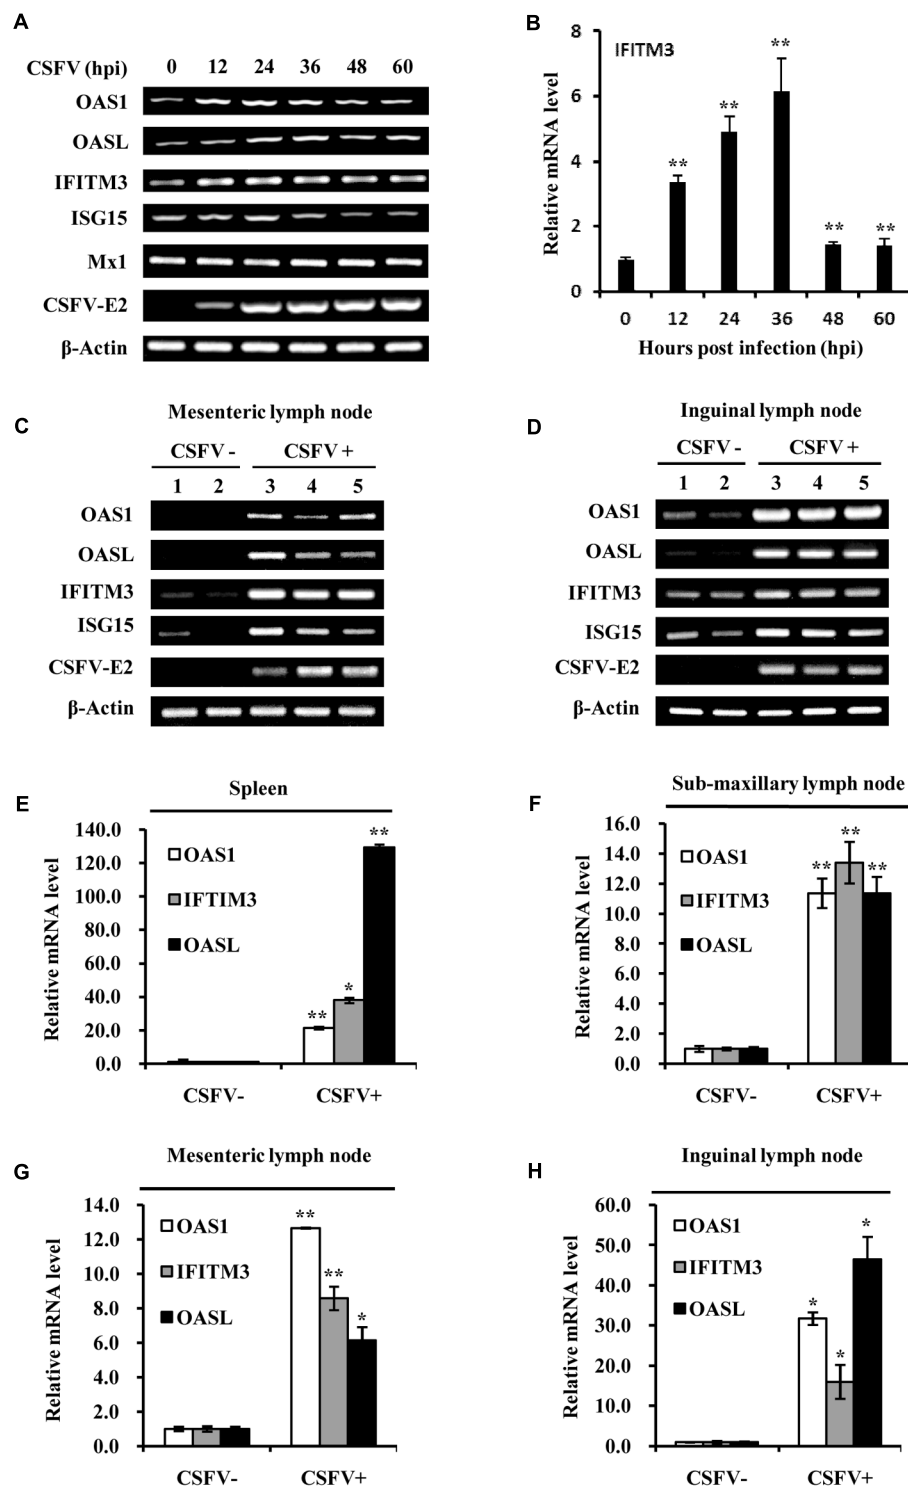 A
CSFV (hpi) 0 12 24 36 48 60
OAS1
OASL
IFITM3
ISG15
Mx1
CSFV-E2
β-Actin
B
IFITM3
Relative mRNA level
8
6
4
2
0
** ** ** ** **
0 12 24 36 48 60
Hours post infection (hpi)
C
Mesenteric lymph node
CSFV - CSFV +
1 2 3 4 5
OAS1
OASL
IFITM3
ISG15
CSFV-E2
β-Actin
D
Inguinal lymph node
CSFV - CSFV +
1 2 3 4 5
OAS1
OASL
IFITM3
ISG15
CSFV-E2
β-Actin
E
Spleen
Relative mRNA level
140.0
120.0
100.0
80.0
60.0
40.0
20.0
0.0
OAS1
IFTIM3
OASL
** * **
CSFV- CSFV+
F
Sub-maxillary lymph node
Relative mRNA level
16.0
14.0
12.0
10.0
8.0
6.0
4.0
2.0
0.0
OAS1
IFITM3
OASL
** ** **
CSFV- CSFV+
G
Mesenteric lymph node
Relative mRNA level
14.0
12.0
10.0
8.0
6.0
4.0
2.0
0.0
OAS1
IFITM3
OASL
** ** *
CSFV- CSFV+
H
Inguinal lymph node
Relative mRNA level
60.0
50.0
40.0
30.0
20.0
10.0
0.0
OAS1
IFITM3
OASL
* * *
CSFV- CSFV+